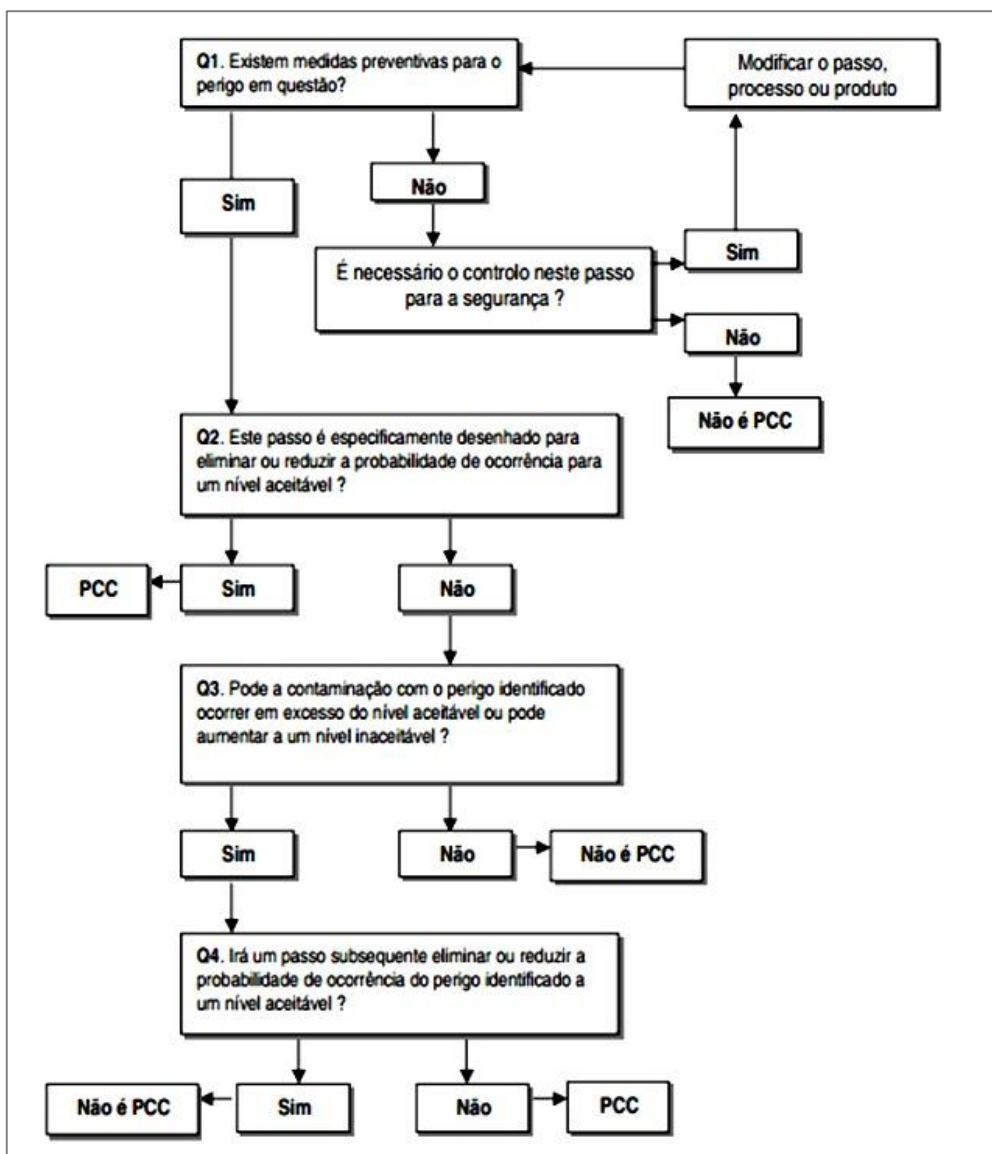 Q1. Existem medidas preventivas para o
perigo em questão?
Modificar o passo,
processo ou produto
Sim
Não
É necessário o controlo neste passo
para a segurança ?
Sim
Não
Não é PCC
Q2. Este passo é especificamente desenhado para
eliminar ou reduzir a probabilidade de ocorrência para
um nível aceitável ?
PCC
Sim
Não
Q3. Pode a contaminação com o perigo identificado
ocorrer em excesso do nível aceitável ou pode
aumentar a um nível inaceitável ?
Sim
Não
Não é PCC
Q4. Irá um passo subsequente eliminar ou reduzir a
probabilidade de ocorrência do perigo identificado a
um nível aceitável ?
Não é PCC
Sim
Não
PCC